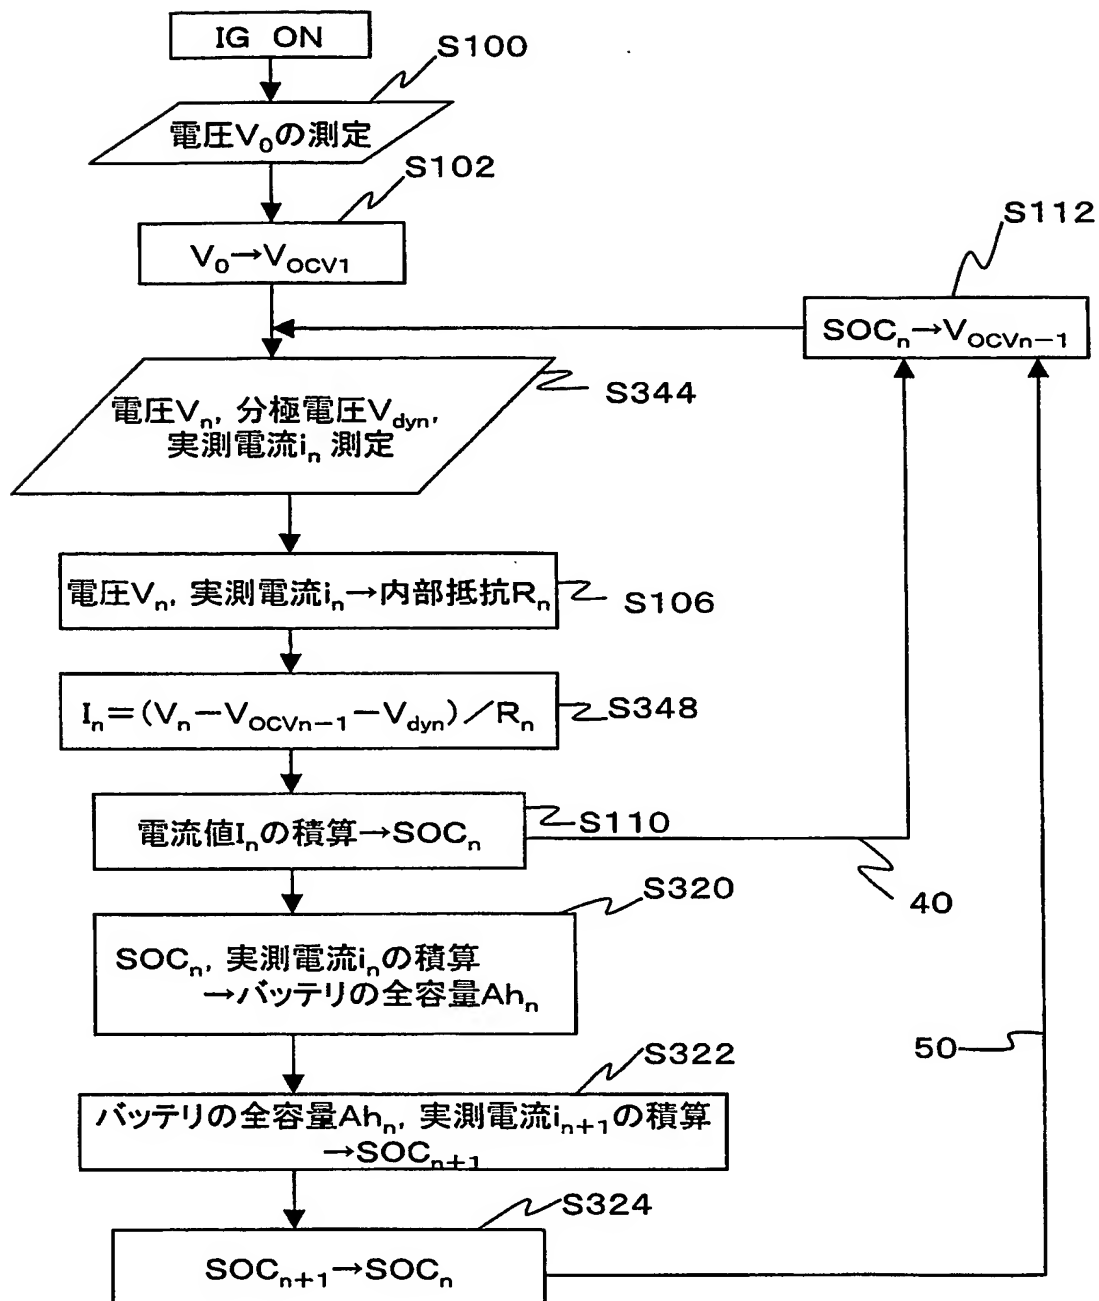 IG ON
S100
電圧V₀の測定
S102
V₀→V_OCV1
S112
SOCₙ→V_OCVn−1
S344
電圧Vₙ, 分極電圧V_dyn,
実測電流iₙ 測定
電圧Vₙ, 実測電流iₙ→内部抵抗Rₙ
S106
Iₙ=(Vₙ−V_OCVn−1−V_dyn)/Rₙ
S348
電流値Iₙの積算→SOCₙ
S110
40
S320
SOCₙ, 実測電流iₙの積算
→バッテリの全容量Ahₙ
50
S322
バッテリの全容量Ahₙ, 実測電流iₙ₊₁の積算
→SOCₙ₊₁
S324
SOCₙ₊₁→SOCₙ